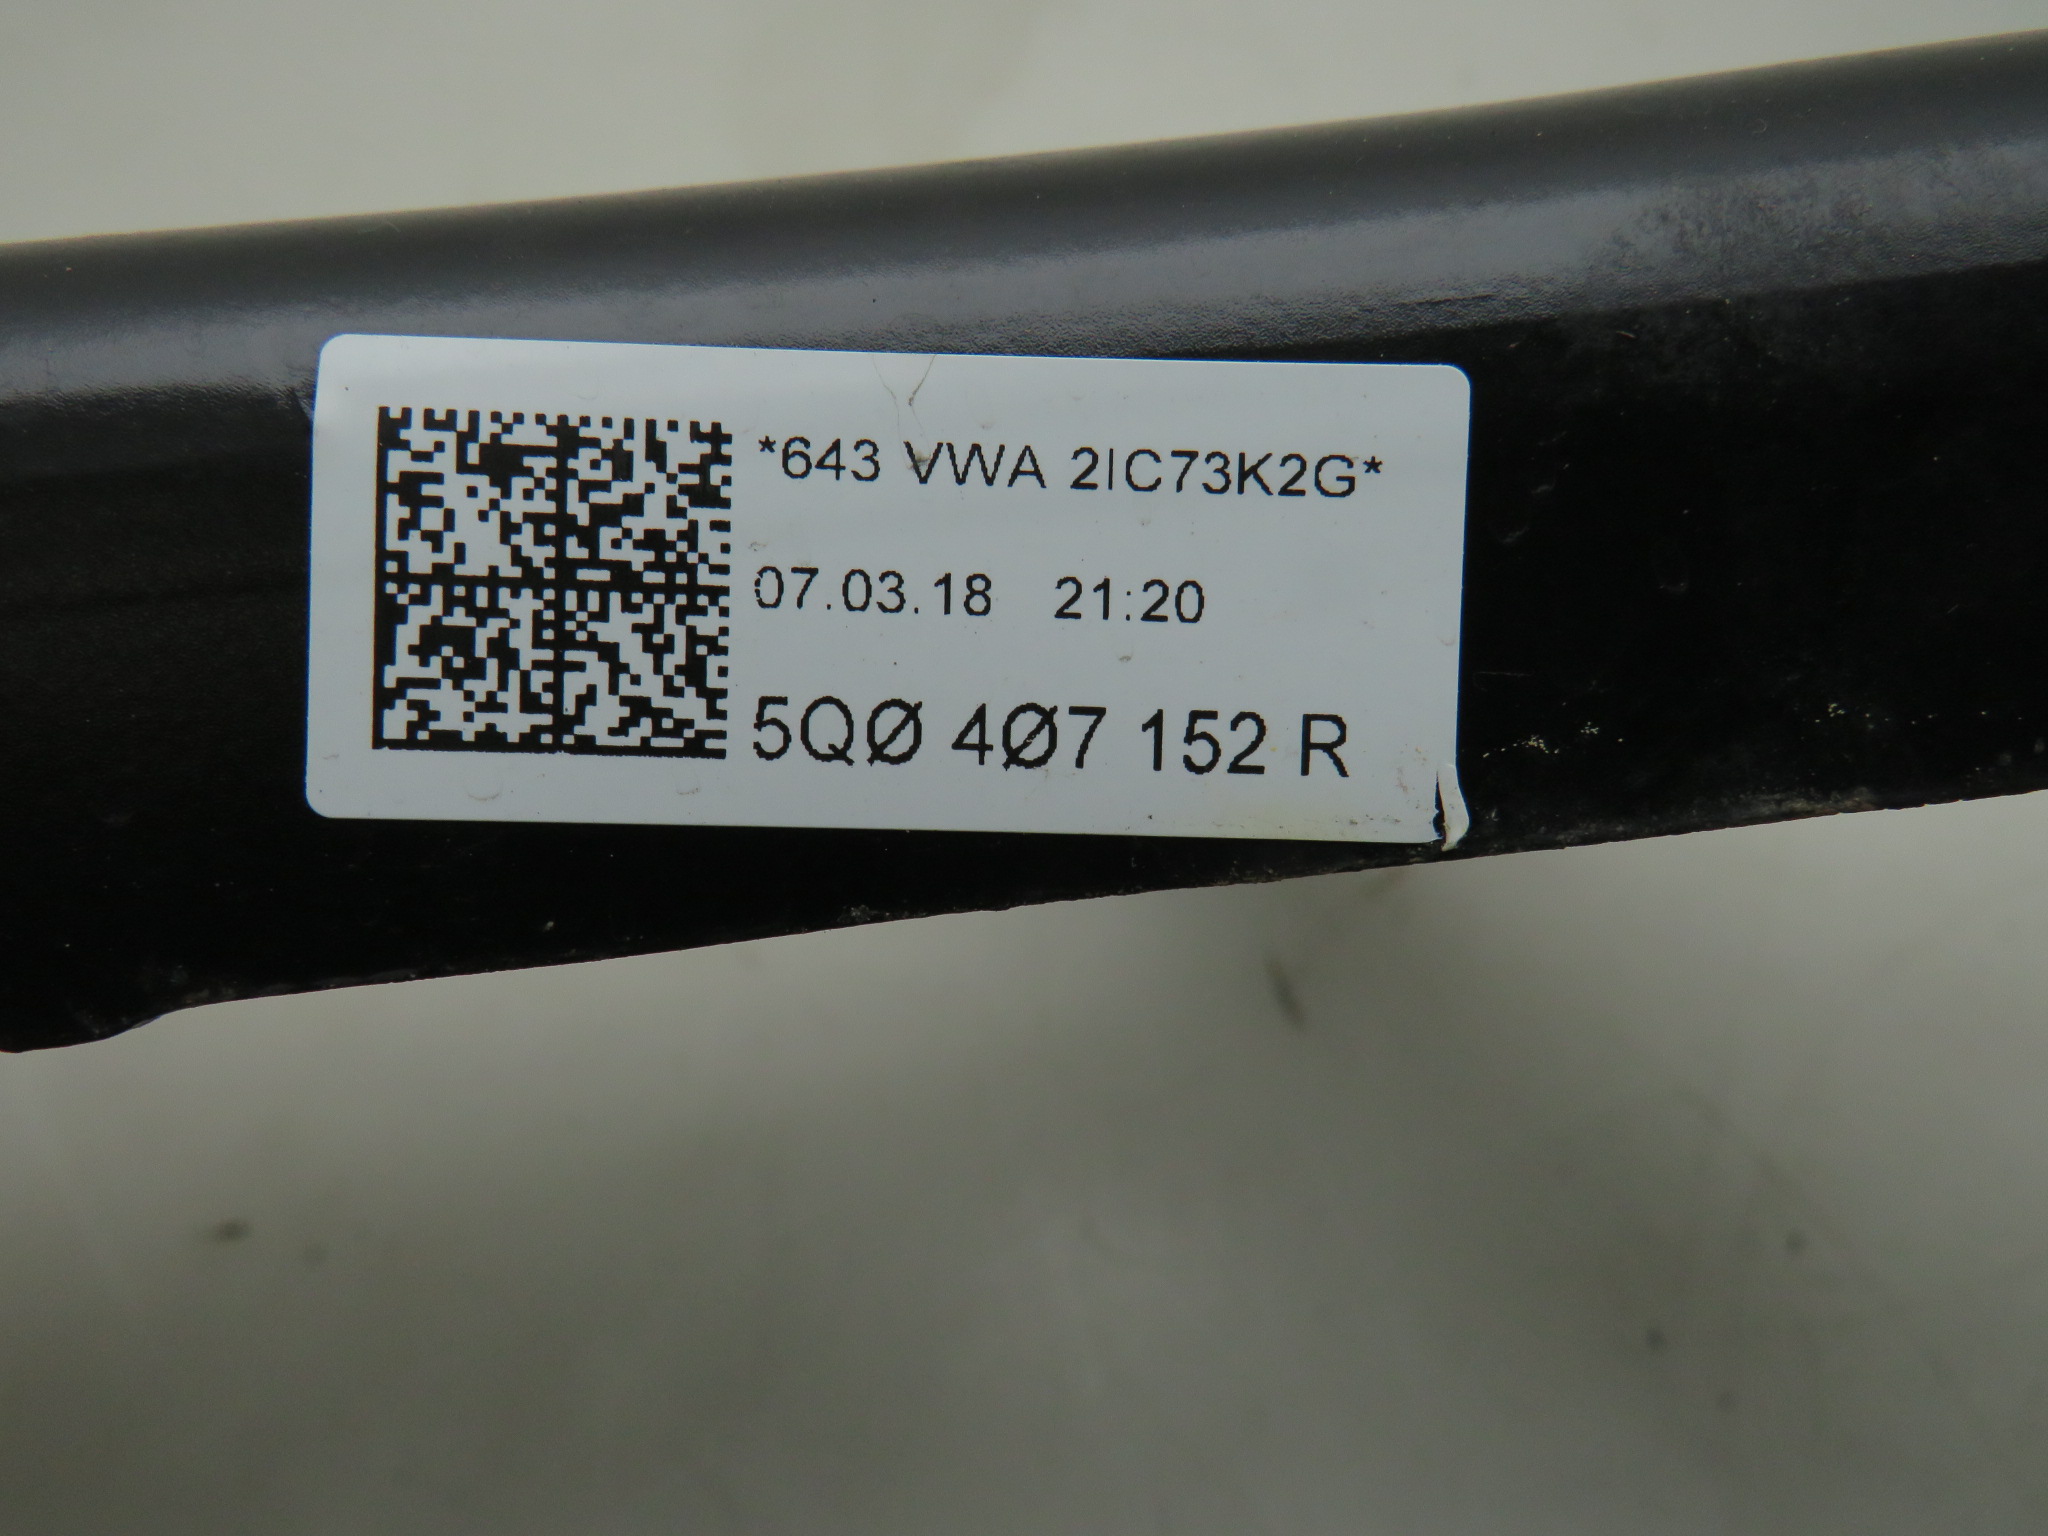 *643 VWA 2IC73K2G*
07.03.18 21:20
5QØ 4Ø7 152 R